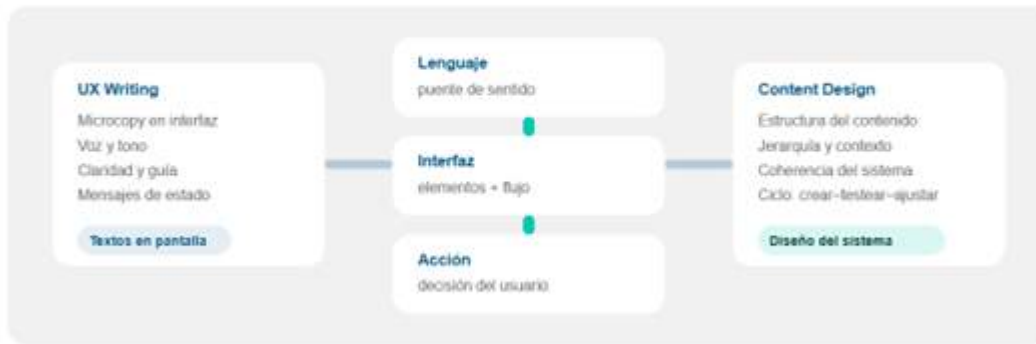 UX Writing
Microcopy en interfaz
Voz y tono
Claridad y guía
Mensajes de estado
Textos en pantalla
Lenguaje
puente de sentido
Interfaz
elementos + flujo
Acción
decisión del usuario
Content Design
Estructura del contenido
Jerarquía y contexto
Coherencia del sistema
Ciclo: crear–testear–ajustar
Diseño del sistema